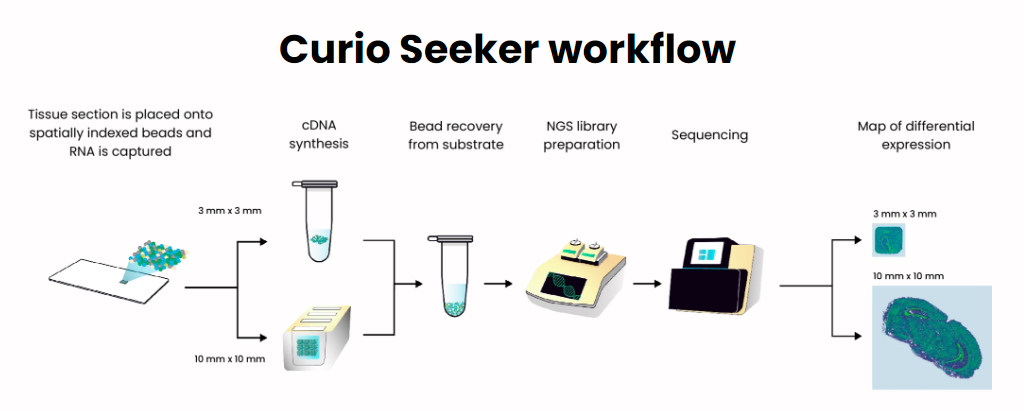 Curio Seeker workflow
Tissue section is placed onto
spatially indexed beads and
RNA is captured
cDNA
synthesis
Bead recovery
from substrate
NGS library
preparation
Sequencing
Map of differential
expression
3 mm x 3 mm
10 mm x 10 mm
3 mm x 3 mm
10 mm x 10 mm